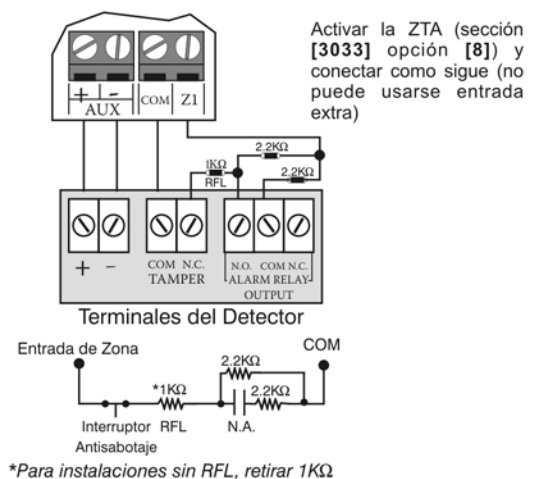 Activar la ZTA (sección
[3033] opción [8]) y
conectar como sigue (no
puede usarse entrada
extra)
+ -
AUX
COM
Z1
2.2KΩ
1KΩ
RFL
2.2KΩ
+ -
COM N.C.
TAMPER
N.O. COM N.C.
ALARM RELAY
OUTPUT
Terminales del Detector
Entrada de Zona
COM
2.2KΩ
*1KΩ
2.2KΩ
Interruptor
Antisabotaje
RFL
N.A.
*Para instalaciones sin RFL, retirar 1KΩ